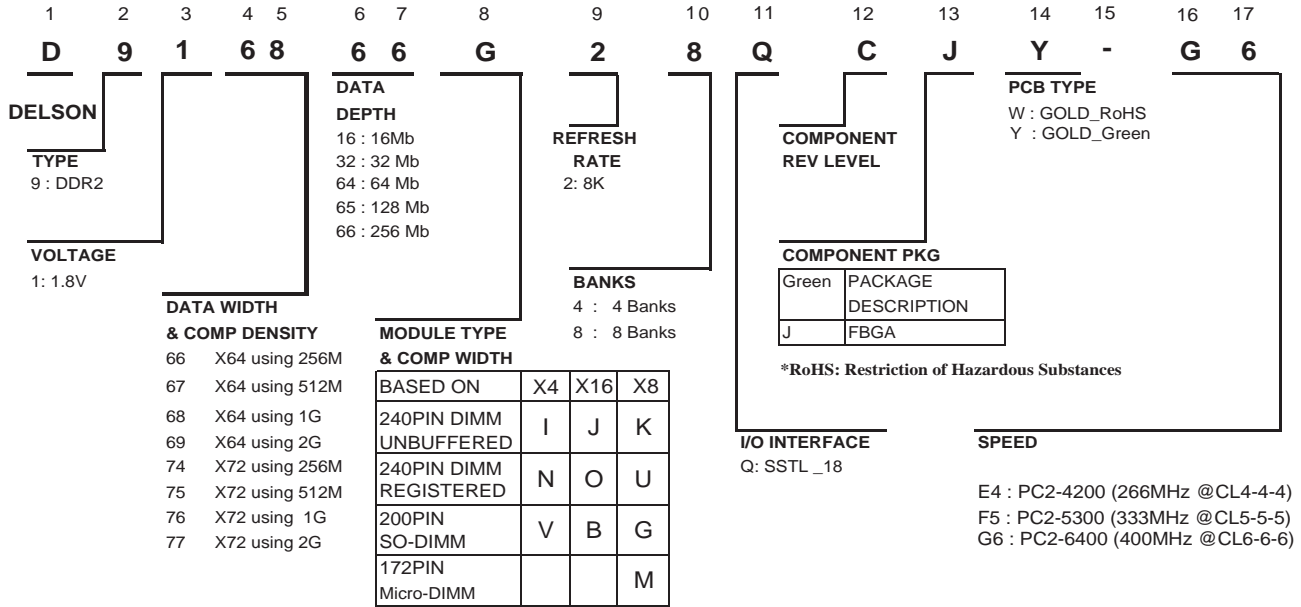 1 2 3 4 5 6 7 8 9 10 11 12 13 14 15 16 17
D 9 1 6 8 6 6 G 2 8 Q C J Y - G 6
DELSON
TYPE
9 : DDR2
VOLTAGE
1: 1.8V
DATA WIDTH
& COMP DENSITY
66 X64 using 256M
67 X64 using 512M
68 X64 using 1G
69 X64 using 2G
74 X72 using 256M
75 X72 using 512M
76 X72 using 1G
77 X72 using 2G
DATA
DEPTH
16 : 16Mb
32 : 32 Mb
64 : 64 Mb
65 : 128 Mb
66 : 256 Mb
MODULE TYPE
& COMP WIDTH
BASED ON X4 X16 X8
240PIN DIMM
UNBUFFERED I J K
240PIN DIMM
REGISTERED N O U
200PIN
SO-DIMM V B G
172PIN
Micro-DIMM M
REFRESH
RATE
2: 8K
BANKS
4 : 4 Banks
8 : 8 Banks
I/O INTERFACE
Q: SSTL _18
COMPONENT
REV LEVEL
COMPONENT PKG
Green PACKAGE
DESCRIPTION
J FBGA
*RoHS: Restriction of Hazardous Substances
PCB TYPE
W : GOLD_RoHS
Y : GOLD_Green
SPEED
E4 : PC2-4200 (266MHz @CL4-4-4)
F5 : PC2-5300 (333MHz @CL5-5-5)
G6 : PC2-6400 (400MHz @CL6-6-6)